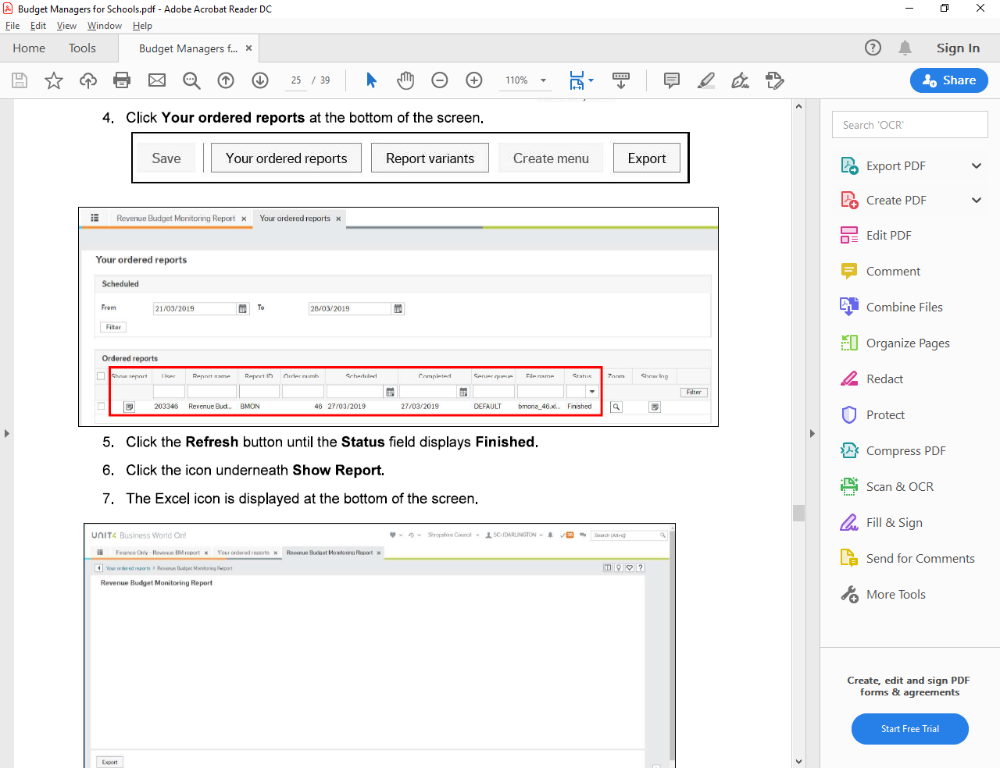 Budget Managers for Schools.pdf - Adobe Acrobat Reader DC
File Edit View Window Help
Home Tools Budget Managers f... × ? Sign In
25 / 39 110% Share
4. Click Your ordered reports at the bottom of the screen.
Save Your ordered reports Report variants Create menu Export
Revenue Budget Monitoring Report × Your ordered reports ×
Your ordered reports
Scheduled
From 21/03/2019 To 28/03/2019
Filter
Ordered reports
Show report User Report name Report ID Order numb Scheduled Completed Server queue File name Status Zoom Show log
Filter
203346 Revenue Bud... BMON 46 27/03/2019 27/03/2019 DEFAULT bmona_46.xl... Finished
5. Click the Refresh button until the Status field displays Finished.
6. Click the icon underneath Show Report.
7. The Excel icon is displayed at the bottom of the screen.
UNIT4 Business World On! Shropshire Council SC-IDARLINGTON 36 Search (Alt+q)
Finance Only - Revenue BM report × Your ordered reports × Revenue Budget Monitoring Report ×
Your ordered reports > Revenue Budget Monitoring Report ?
Revenue Budget Monitoring Report
Export
Search 'OCR'
Export PDF
Create PDF
Edit PDF
Comment
Combine Files
Organize Pages
Redact
Protect
Compress PDF
Scan & OCR
Fill & Sign
Send for Comments
More Tools
Create, edit and sign PDF
forms & agreements
Start Free Trial